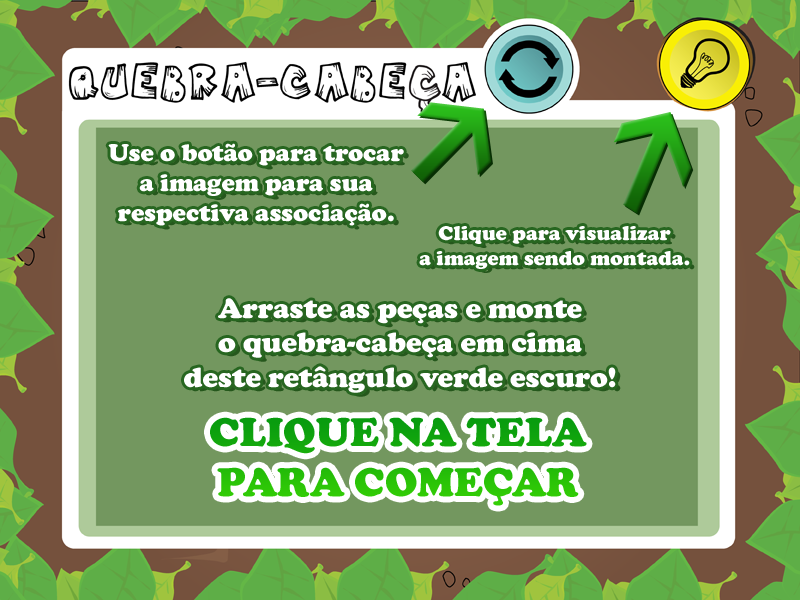 QUEBRA-CABEÇA
Use o botão para trocar
a imagem para sua
respectiva associação.
Clique para visualizar
a imagem sendo montada.
Arraste as peças e monte
o quebra-cabeça em cima
deste retângulo verde escuro!
CLIQUE NA TELA
PARA COMEÇAR